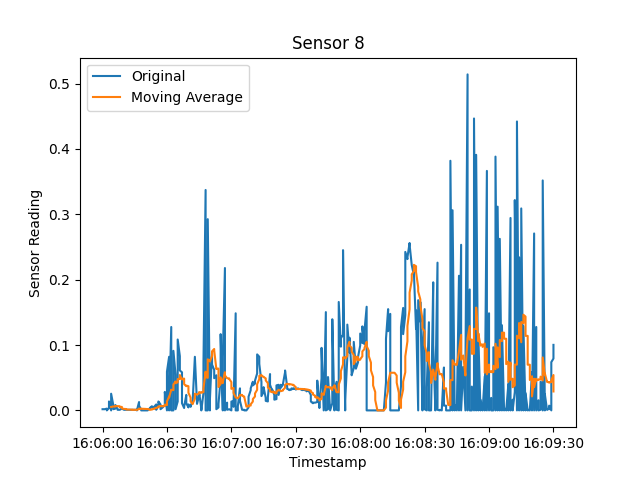 Sensor 8
Original
Moving Average
0.5
0.4
0.3
0.2
0.1
0.0
Sensor Reading
16:06:00 16:06:30 16:07:00 16:07:30 16:08:00 16:08:30 16:09:00 16:09:30
Timestamp